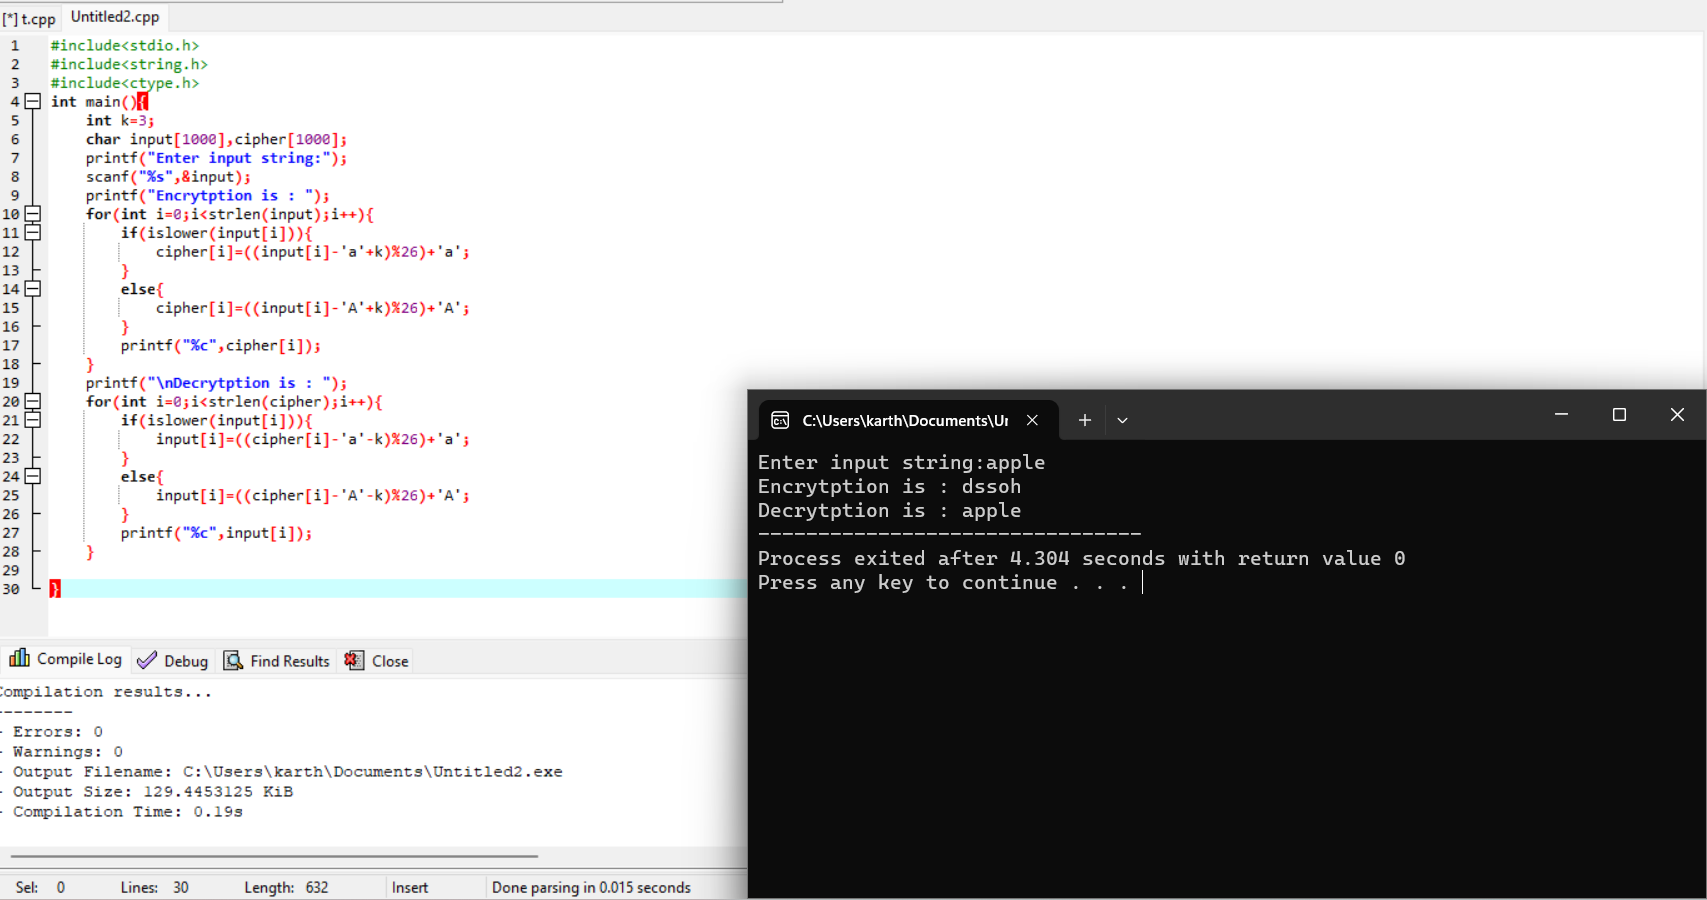 [*] t.cpp Untitled2.cpp
1 #include<stdio.h>
2 #include<string.h>
3 #include<ctype.h>
4 int main(){
5     int k=3;
6     char input[1000],cipher[1000];
7     printf("Enter input string:");
8     scanf("%s",&input);
9     printf("Encrytption is : ");
10     for(int i=0;i<strlen(input);i++){
11         if(islower(input[i])){
12             cipher[i]=((input[i]-'a'+k)%26)+'a';
13         }
14         else{
15             cipher[i]=((input[i]-'A'+k)%26)+'A';
16         }
17         printf("%c",cipher[i]);
18     }
19     printf("\nDecrytption is : ");
20     for(int i=0;i<strlen(cipher);i++){
21         if(islower(input[i])){
22             input[i]=((cipher[i]-'a'-k)%26)+'a';
23         }
24         else{
25             input[i]=((cipher[i]-'A'-k)%26)+'A';
26         }
27         printf("%c",input[i]);
28     }
29
30 }
C:\Users\karth\Documents\Ur
Enter input string:apple
Encrytption is : dssoh
Decrytption is : apple
--------------------------------
Process exited after 4.304 seconds with return value 0
Press any key to continue . . .
Compile Log Debug Find Results Close
Compilation results...
--------
- Errors: 0
- Warnings: 0
- Output Filename: C:\Users\karth\Documents\Untitled2.exe
- Output Size: 129.4453125 KiB
- Compilation Time: 0.19s
Sel: 0 Lines: 30 Length: 632 Insert Done parsing in 0.015 seconds